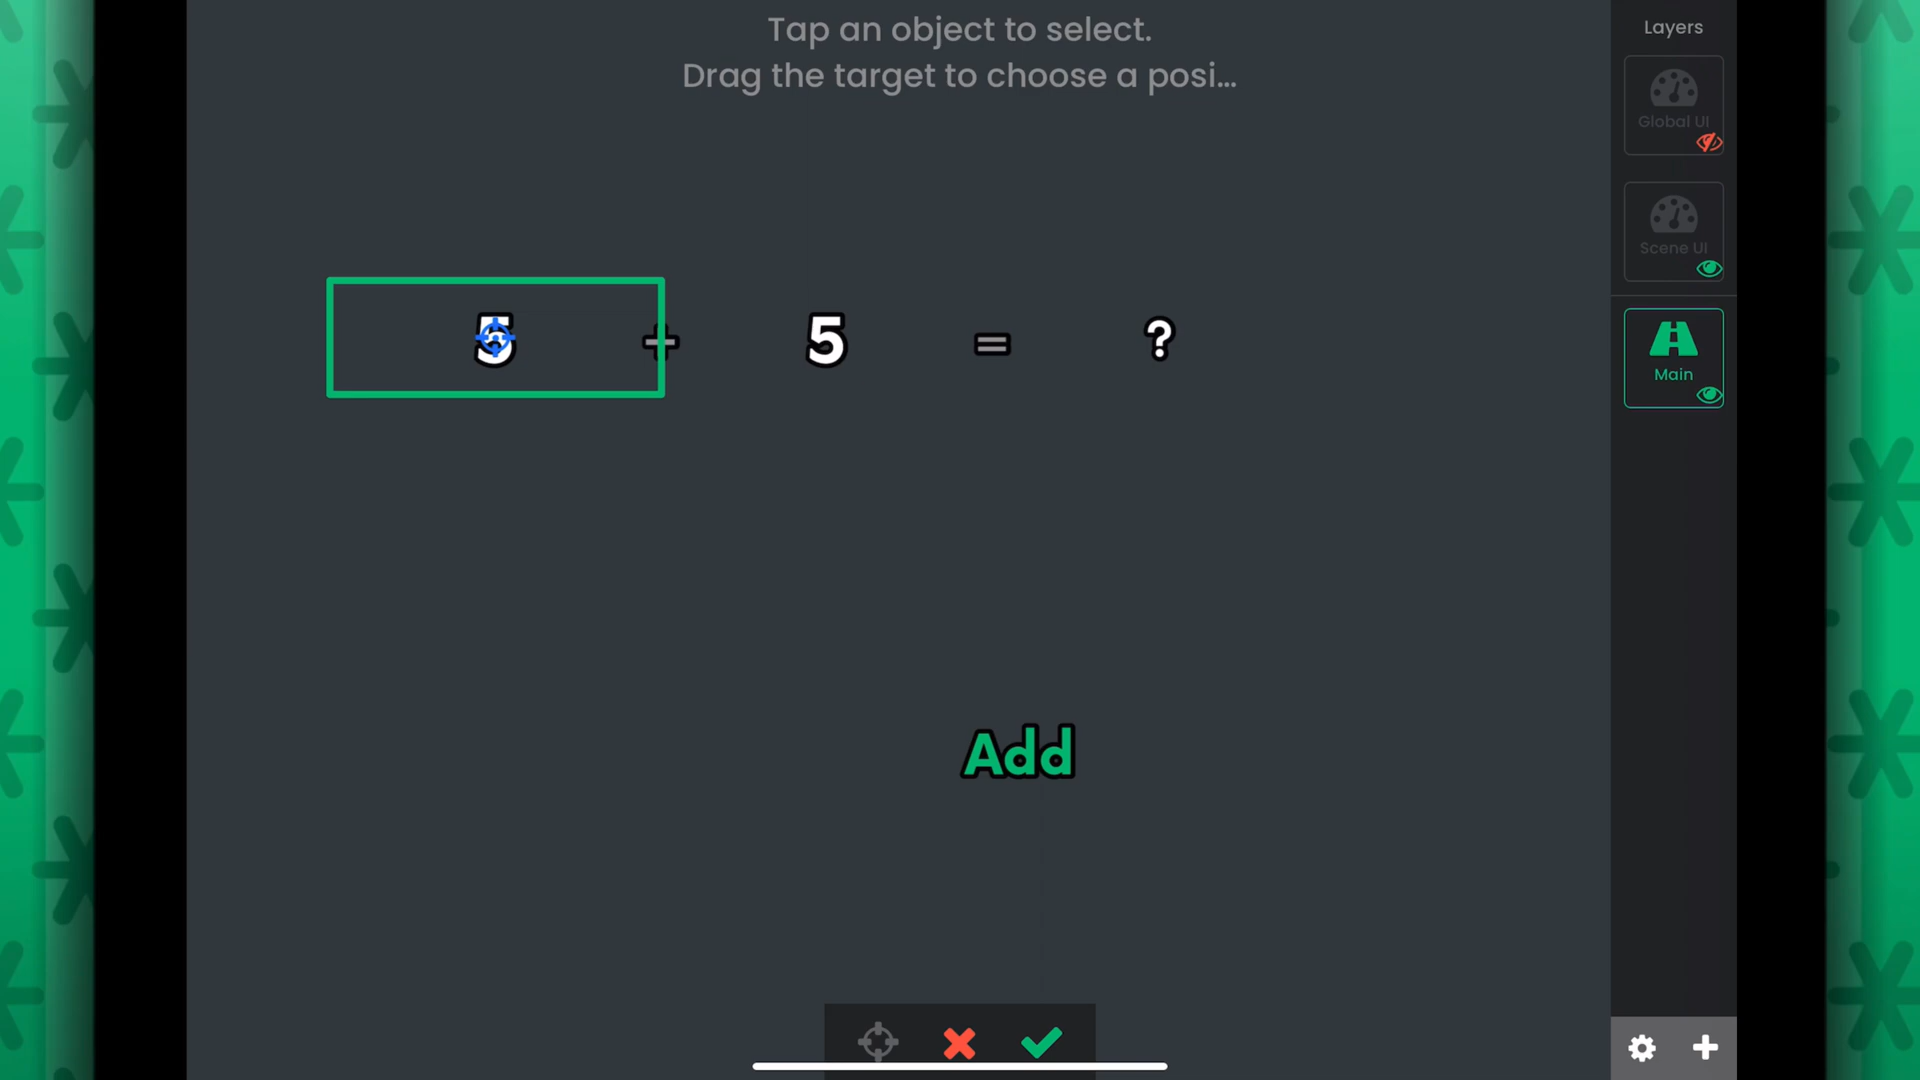 Tap an object to select.
Drag the target to choose a posi...
Layers
Global UI
Scene UI
Main
5 + 5 = ?
Add